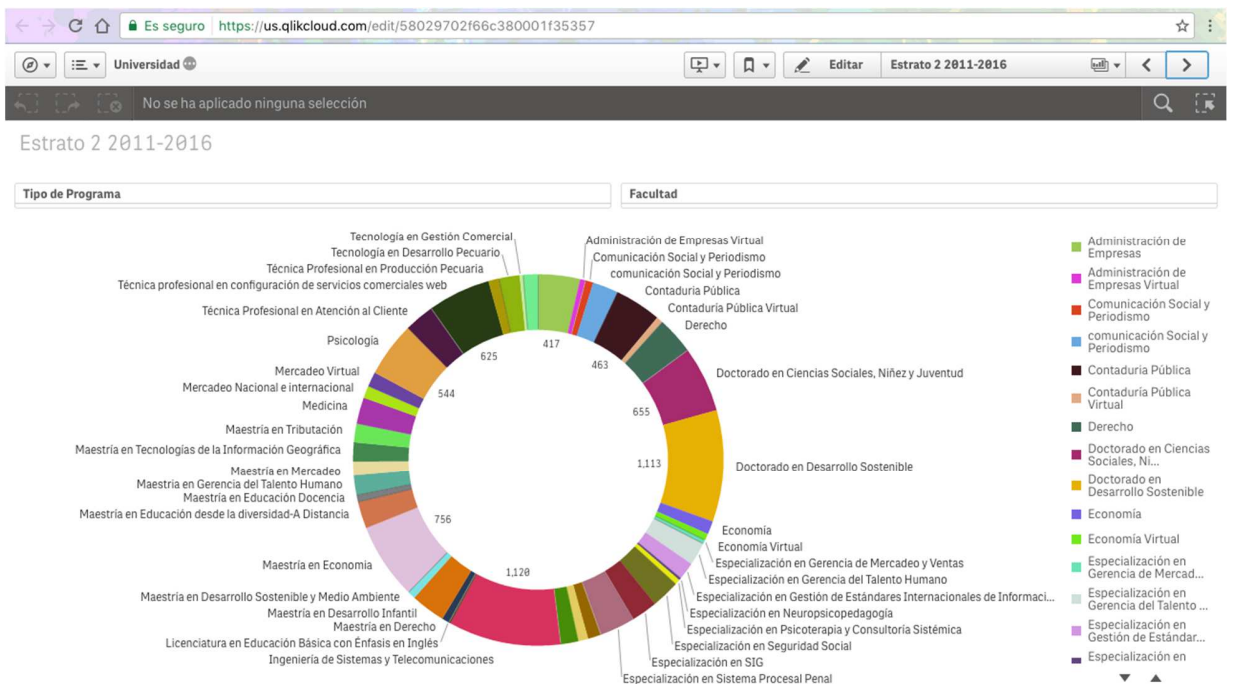 Es seguro https://us.qlikcloud.com/edit/58029702f66c380001f35357
Universidad
Editar
Estrato 2 2011-2016
No se ha aplicado ninguna selección
Estrato 2 2011-2016
Tipo de Programa
Facultad
Tecnología en Gestión Comercial
Tecnología en Desarrollo Pecuario
Técnica Profesional en Producción Pecuaria
Técnica profesional en configuración de servicios comerciales web
Técnica Profesional en Atención al Cliente
Psicología
Mercadeo Virtual
Mercadeo Nacional e internacional
Medicina
Maestría en Tributación
Maestría en Tecnologías de la Información Geográfica
Maestría en Mercadeo
Maestría en Gerencia del Talento Humano
Maestría en Educación Docencia
Maestría en Educación desde la diversidad-A Distancia
Maestría en Economia
Maestría en Desarrollo Sostenible y Medio Ambiente
Maestría en Desarrollo Infantil
Maestría en Derecho
Licenciatura en Educación Básica con Énfasis en Inglés
Ingeniería de Sistemas y Telecomunicaciones
625
417
463
544
655
1,113
756
1,120
Administración de Empresas Virtual
Comunicación Social y Periodismo
comunicación Social y Periodismo
Contaduria Pública
Contaduría Pública Virtual
Derecho
Doctorado en Ciencias Sociales, Niñez y Juventud
Doctorado en Desarrollo Sostenible
Economía
Economía Virtual
Especialización en Gerencia de Mercadeo y Ventas
Especialización en Gerencia del Talento Humano
Especialización en Gestión de Estándares Internacionales de Informaci...
Especialización en Neuropsicopedagogía
Especialización en Psicoterapia y Consultoría Sistémica
Especialización en Seguridad Social
Especialización en SIG
Especialización en Sistema Procesal Penal
Administración de
Empresas
Administración de
Empresas Virtual
Comunicación Social y
Periodismo
comunicación Social y
Periodismo
Contaduria Pública
Contaduría Pública
Virtual
Derecho
Doctorado en Ciencias
Sociales, Ni...
Doctorado en
Desarrollo Sostenible
Economía
Economía Virtual
Especialización en
Gerencia de Mercad...
Especialización en
Gerencia del Talento ...
Especialización en
Gestión de Estándar...
Especialización en